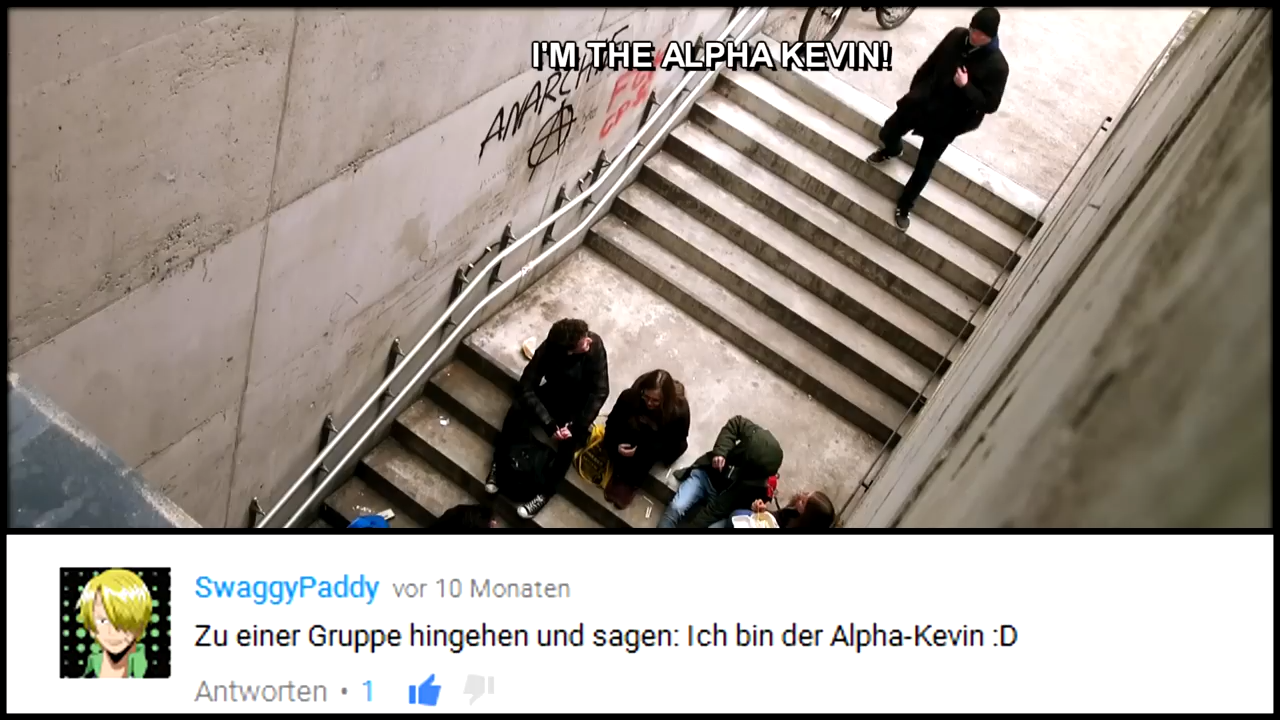 I'M THE ALPHA KEVIN!
ANARCHIE
SwaggyPaddy vor 10 Monaten
Zu einer Gruppe hingehen und sagen: Ich bin der Alpha-Kevin :D
Antworten • 1